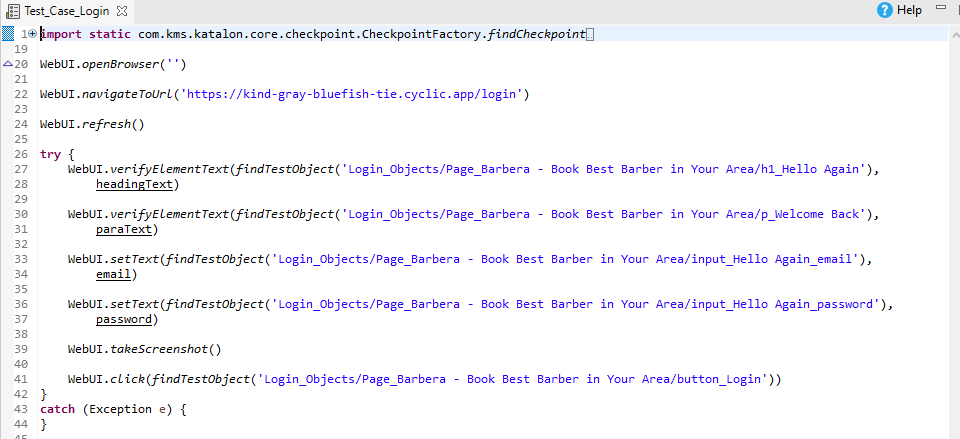 Test_Case_Login
Help
1 import static com.kms.katalon.core.checkpoint.CheckpointFactory.findCheckpoint
19
20 WebUI.openBrowser('')
21
22 WebUI.navigateToUrl('https://kind-gray-bluefish-tie.cyclic.app/login')
23
24 WebUI.refresh()
25
26 try {
27 WebUI.verifyElementText(findTestObject('Login_Objects/Page_Barbera - Book Best Barber in Your Area/h1_Hello Again'),
28 headingText)
29
30 WebUI.verifyElementText(findTestObject('Login_Objects/Page_Barbera - Book Best Barber in Your Area/p_Welcome Back'),
31 paraText)
32
33 WebUI.setText(findTestObject('Login_Objects/Page_Barbera - Book Best Barber in Your Area/input_Hello Again_email'),
34 email)
35
36 WebUI.setText(findTestObject('Login_Objects/Page_Barbera - Book Best Barber in Your Area/input_Hello Again_password'),
37 password)
38
39 WebUI.takeScreenshot()
40
41 WebUI.click(findTestObject('Login_Objects/Page_Barbera - Book Best Barber in Your Area/button_Login'))
42 }
43 catch (Exception e) {
44 }
45